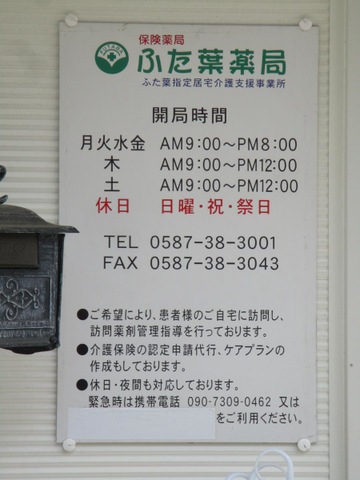 保険薬局
FUTABA
ふた葉薬局
ふた葉指定居宅介護支援事業所
開局時間
月火水金 AM9:00〜PM8:00
木 AM9:00〜PM12:00
土 AM9:00〜PM12:00
休日 日曜・祝・祭日
TEL 0587-38-3001
FAX 0587-38-3043
●ご希望により、患者様のご自宅に訪問し、
訪問薬剤管理指導を行っております。
●介護保険の認定申請代行、ケアプランの
作成もしております。
●休日・夜間も対応しております。
緊急時は携帯電話 090-7309-0462 又は
をご利用ください。